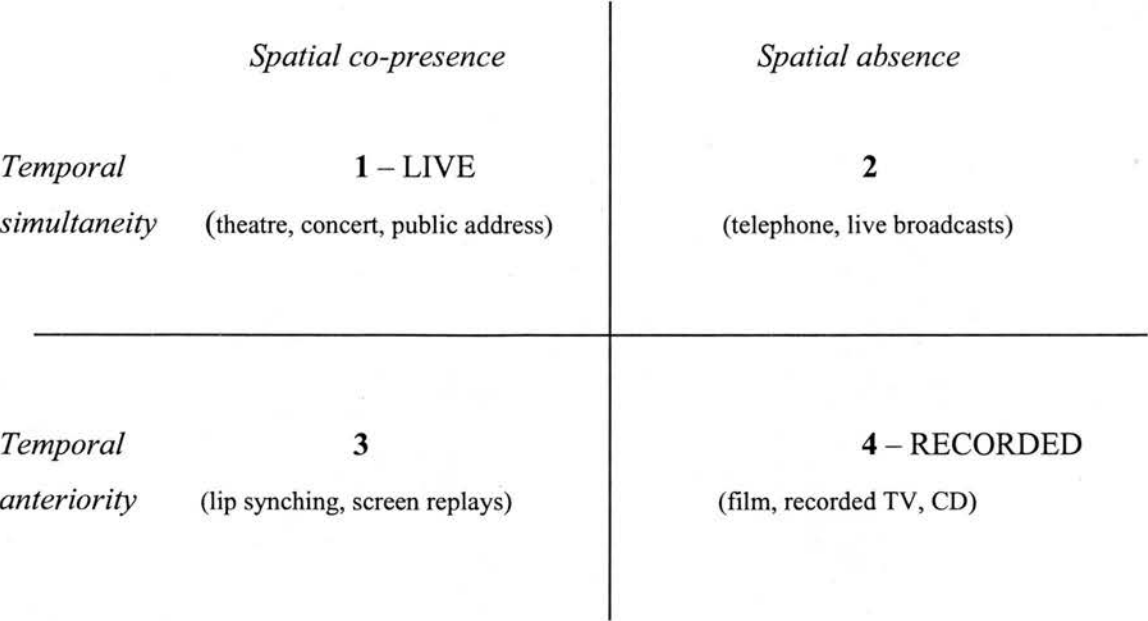 Spatial co-presence Spatial absence
Temporal 1 – LIVE 2
simultaneity (theatre, concert, public address) (telephone, live broadcasts)
Temporal 3 4 – RECORDED
anteriority (lip synching, screen replays) (film, recorded TV, CD)